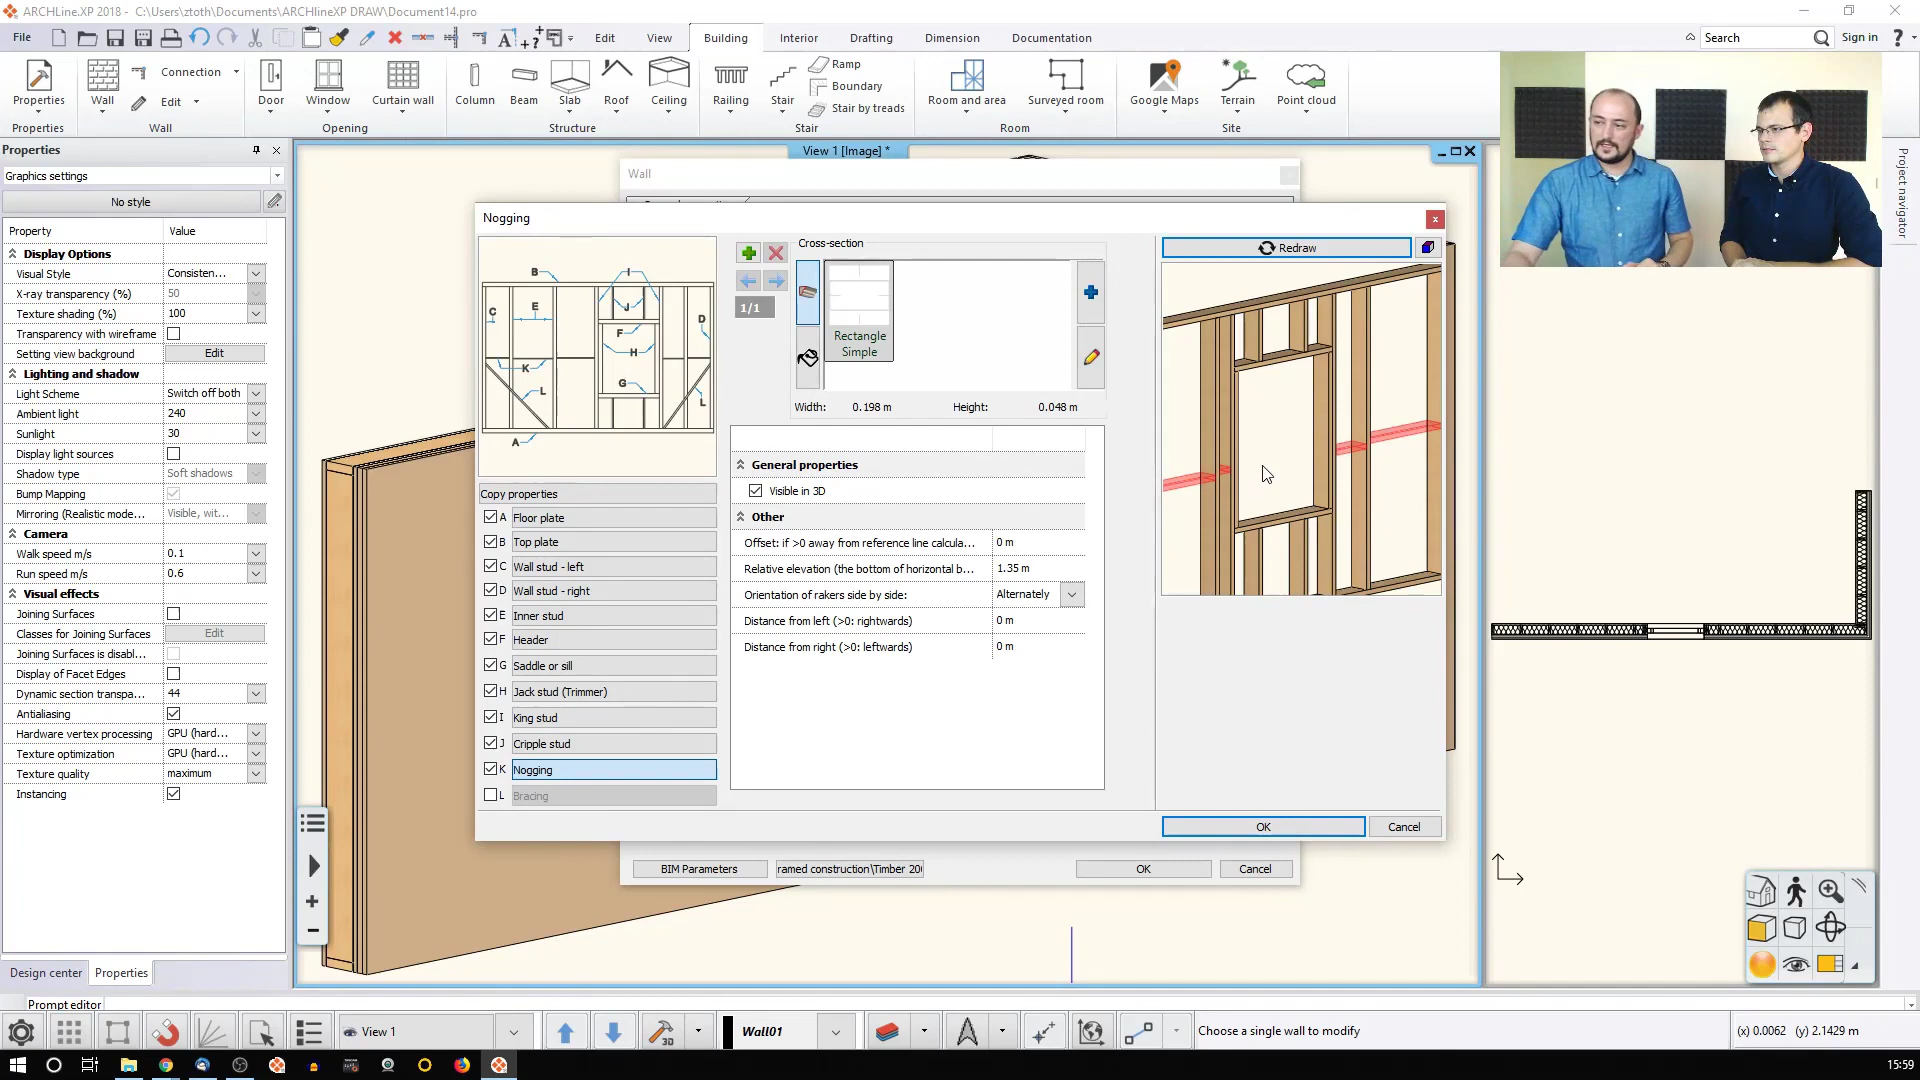 ARCHLine.XP 2018 - C:\Users\ztoth\Documents\ARCHlineXP DRAW\Document14.pro
File Edit View Building Interior Drafting Dimension Documentation Search Sign in ?
Properties Wall Connection Edit Door Window Curtain wall Column Beam Slab Roof Ceiling Railing Stair Ramp Boundary Stair by treads Room and area Surveyed room Google Maps Terrain Point cloud
Properties Wall Opening Structure Stair Room Site
Properties
Graphics settings
No style
Property Value
Display Options
Visual Style Consisten...
X-ray transparency (%) 50
Texture shading (%) 100
Transparency with wireframe
Setting view background Edit
Lighting and shadow
Light Scheme Switch off both
Ambient light 240
Sunlight 30
Display light sources
Shadow type Soft shadows
Bump Mapping
Mirroring (Realistic mode... Visible, wit...
Camera
Walk speed m/s 0.1
Run speed m/s 0.6
Visual effects
Joining Surfaces
Classes for Joining Surfaces Edit
Joining Surfaces is disabl...
Display of Facet Edges
Dynamic section transpa... 44
Antialiasing
Hardware vertex processing GPU (hard...
Texture optimization GPU (hard...
Texture quality maximum
Instancing
Design center Properties
View 1 [Image] *
Wall
Nogging
B I C E J F D H K G L L A
Copy properties
A Floor plate
B Top plate
C Wall stud - left
D Wall stud - right
E Inner stud
F Header
G Saddle or sill
H Jack stud (Trimmer)
I King stud
J Cripple stud
K Nogging
L Bracing
1/1
Cross-section
Rectangle
Simple
Width: 0.198 m Height: 0.048 m
General properties
Visible in 3D
Other
Offset: if >0 away from reference line calcula... 0 m
Relative elevation (the bottom of horizontal b... 1.35 m
Orientation of rakers side by side: Alternately
Distance from left (>0: rightwards) 0 m
Distance from right (>0: leftwards) 0 m
Redraw
OK Cancel
BIM Parameters ramed construction\Timber 20 OK Cancel
Project navigator
Prompt editor
View 1 3D Wall01 Choose a single wall to modify (x) 0.0062 (y) 2.1429 m
15:59